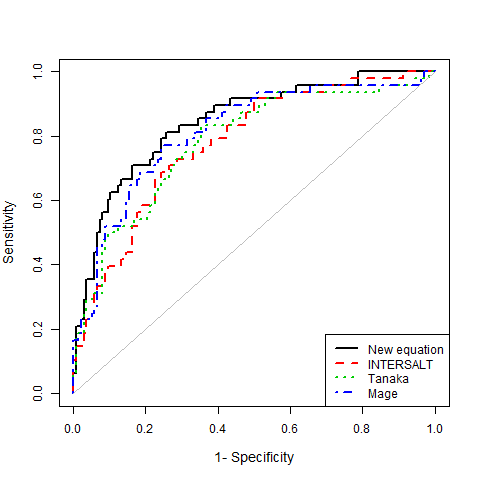 1.0
0.8
0.6
0.4
0.2
0.0
Sensitivity
New equation
INTERSALT
Tanaka
Mage
0.0 0.2 0.4 0.6 0.8 1.0
1- Specificity